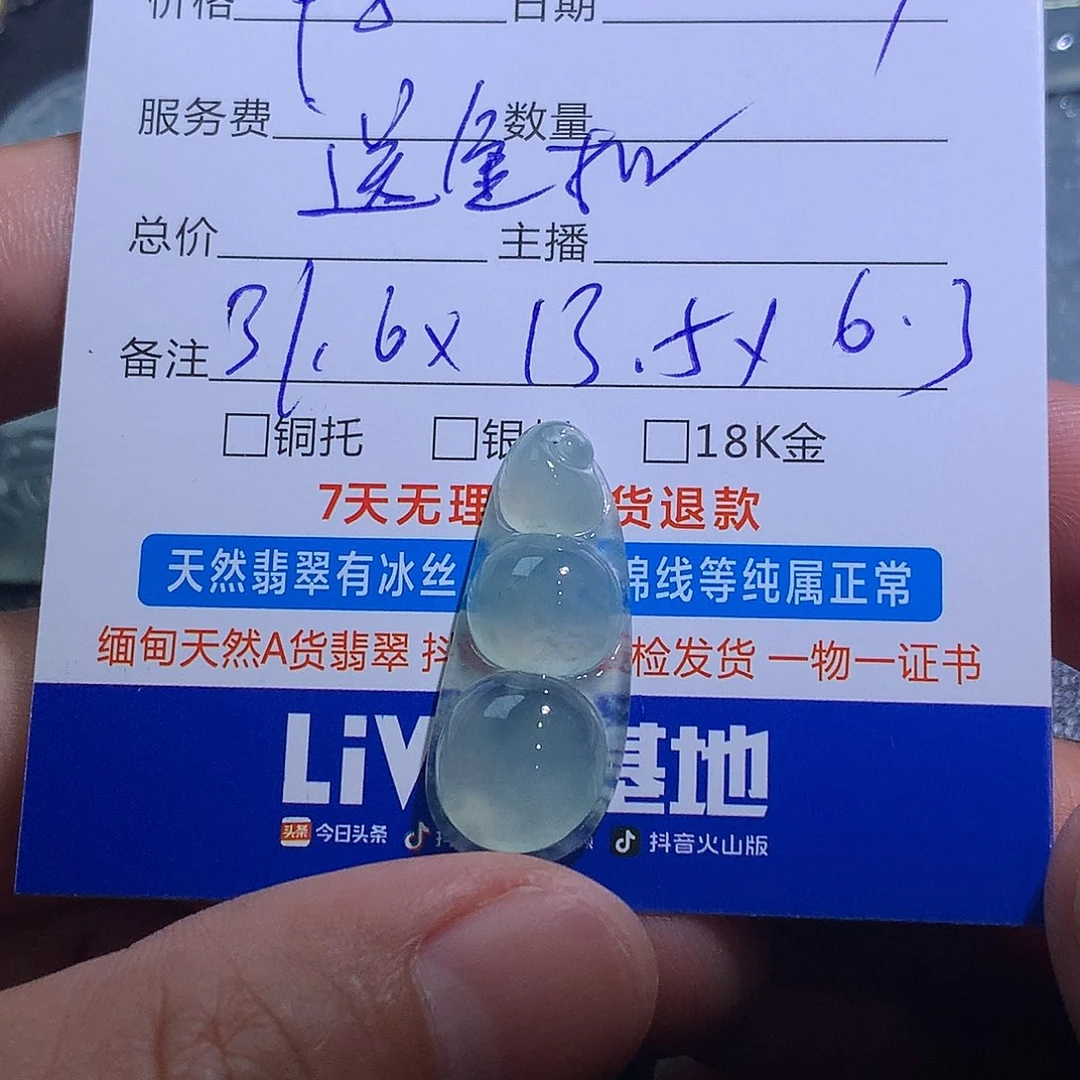 价格 日期
服务费 数量
送金扣
总价 主播
备注 31.6x13.5x6.3
□铜托 □银 □18K金
7天无理 货退款
天然翡翠有冰丝 棉线等纯属正常
缅甸天然A货翡翠 抖 检发货 一物一证书
LiV 基地
头条 今日头条 抖音火山版